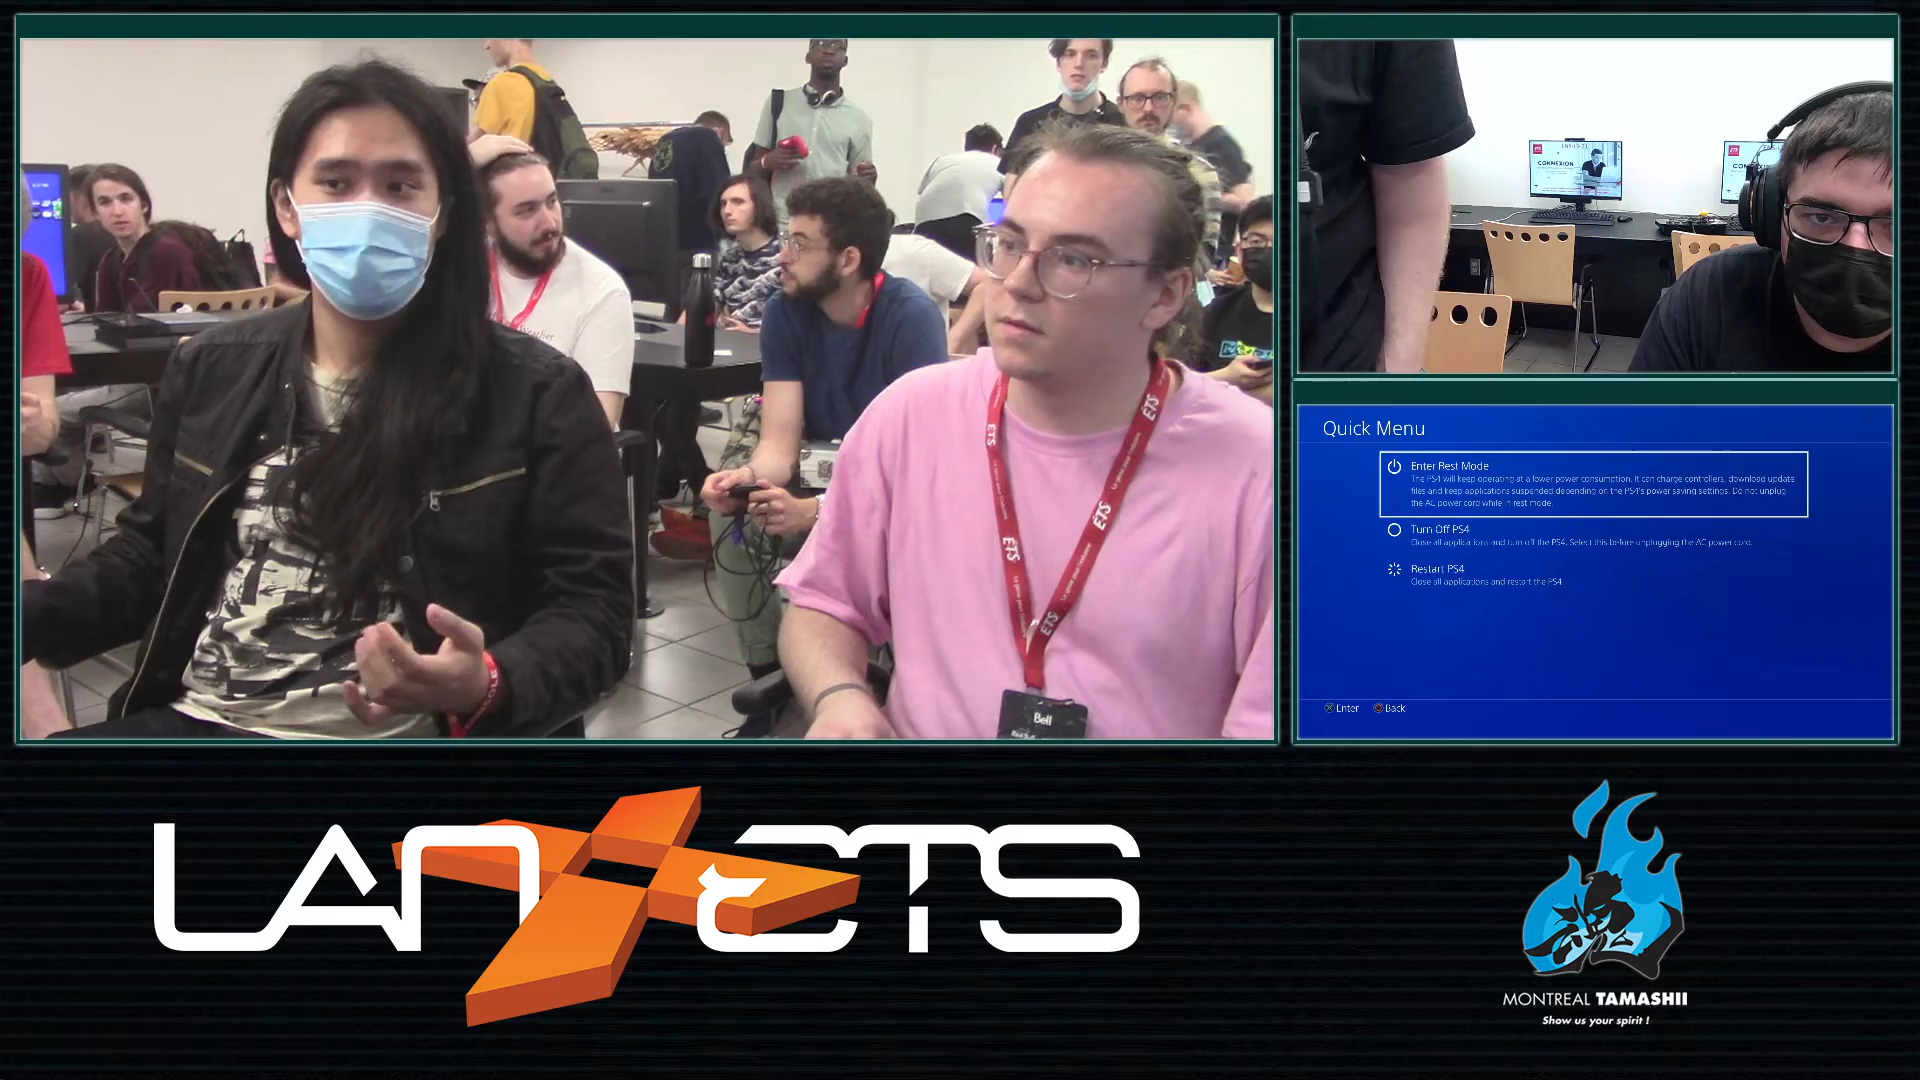 ÉTS
ÉTS
ÉTS
ÉTS
ÉTS
Bell
CONNEXION
Quick Menu
Enter Rest Mode
The PS4 will keep operating at a lower power consumption. It can charge controllers, download update
files and keep applications suspended depending on the PS4's power saving settings. Do not unplug
the AC power cord while in rest mode.
Turn Off PS4
Close all applications and turn off the PS4. Select this before unplugging the AC power cord.
Restart PS4
Close all applications and restart the PS4.
Enter Back
LAN ETS
MONTREAL TAMASHII
Show us your spirit !